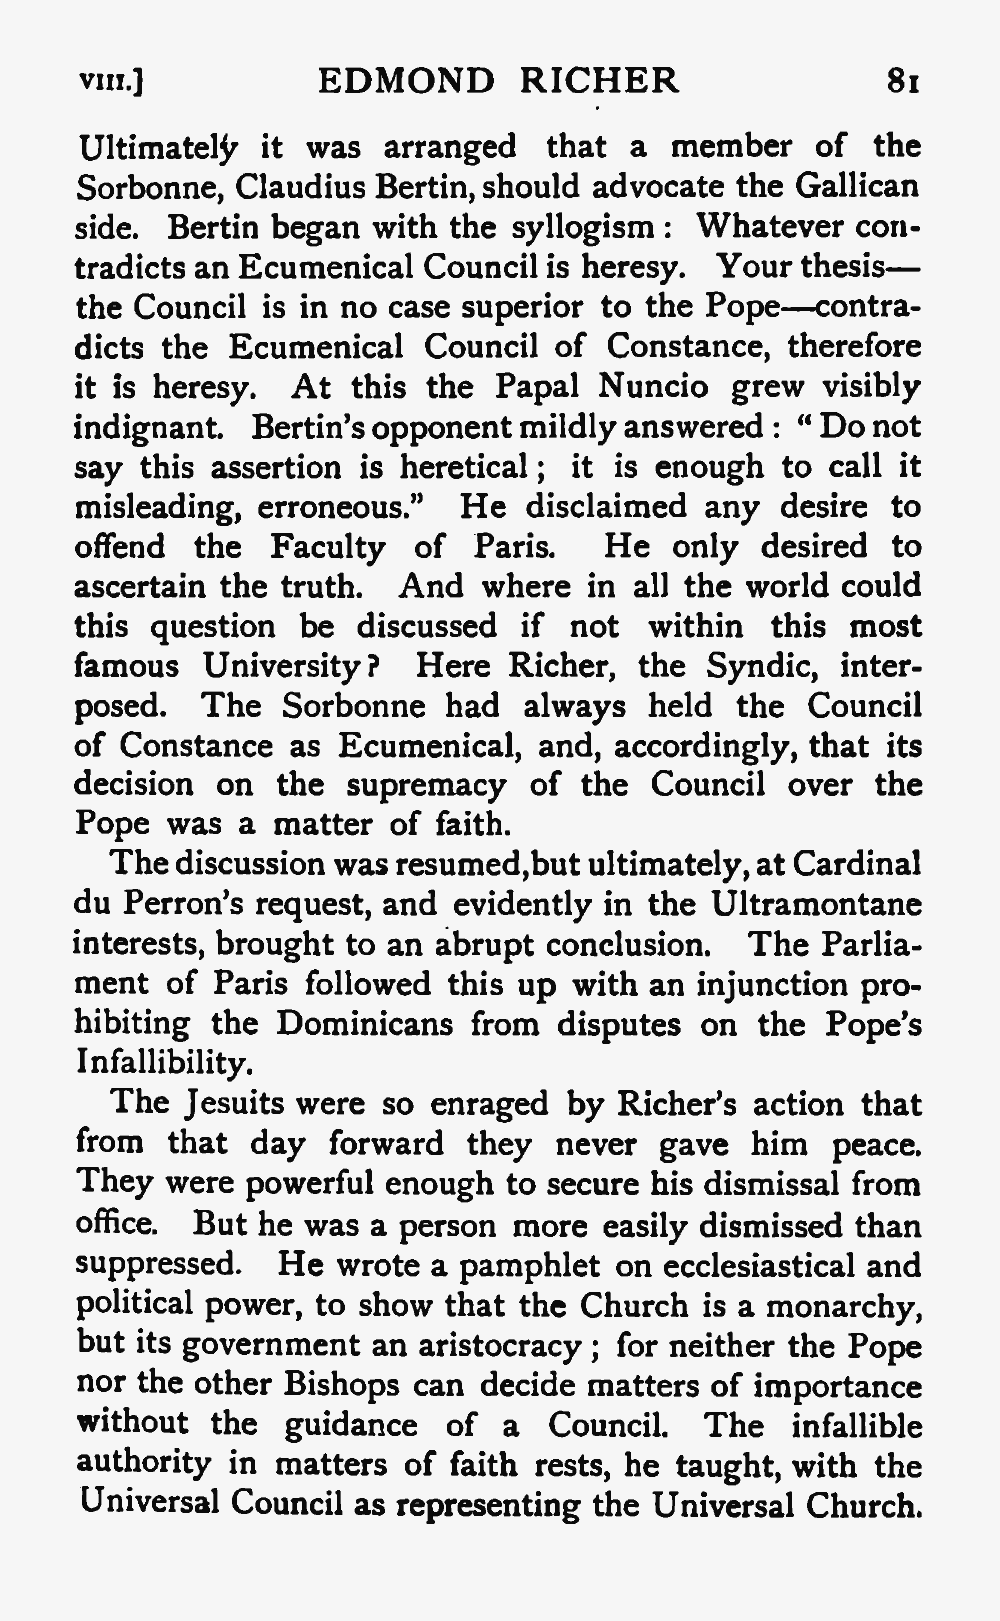 VIII.] EDMOND RICHER 81
Ultimately it was arranged that a member of the
Sorbonne, Claudius Bertin, should advocate the Gallican
side. Bertin began with the syllogism : Whatever con-
tradicts an Ecumenical Council is heresy. Your thesis—
the Council is in no case superior to the Pope—contra-
dicts the Ecumenical Council of Constance, therefore
it is heresy. At this the Papal Nuncio grew visibly
indignant. Bertin's opponent mildly answered : “ Do not
say this assertion is heretical ; it is enough to call it
misleading, erroneous.” He disclaimed any desire to
offend the Faculty of Paris. He only desired to
ascertain the truth. And where in all the world could
this question be discussed if not within this most
famous University ? Here Richer, the Syndic, inter-
posed. The Sorbonne had always held the Council
of Constance as Ecumenical, and, accordingly, that its
decision on the supremacy of the Council over the
Pope was a matter of faith.
The discussion was resumed, but ultimately, at Cardinal
du Perron's request, and evidently in the Ultramontane
interests, brought to an abrupt conclusion. The Parlia-
ment of Paris followed this up with an injunction pro-
hibiting the Dominicans from disputes on the Pope's
Infallibility.
The Jesuits were so enraged by Richer's action that
from that day forward they never gave him peace.
They were powerful enough to secure his dismissal from
office. But he was a person more easily dismissed than
suppressed. He wrote a pamphlet on ecclesiastical and
political power, to show that the Church is a monarchy,
but its government an aristocracy ; for neither the Pope
nor the other Bishops can decide matters of importance
without the guidance of a Council. The infallible
authority in matters of faith rests, he taught, with the
Universal Council as representing the Universal Church.